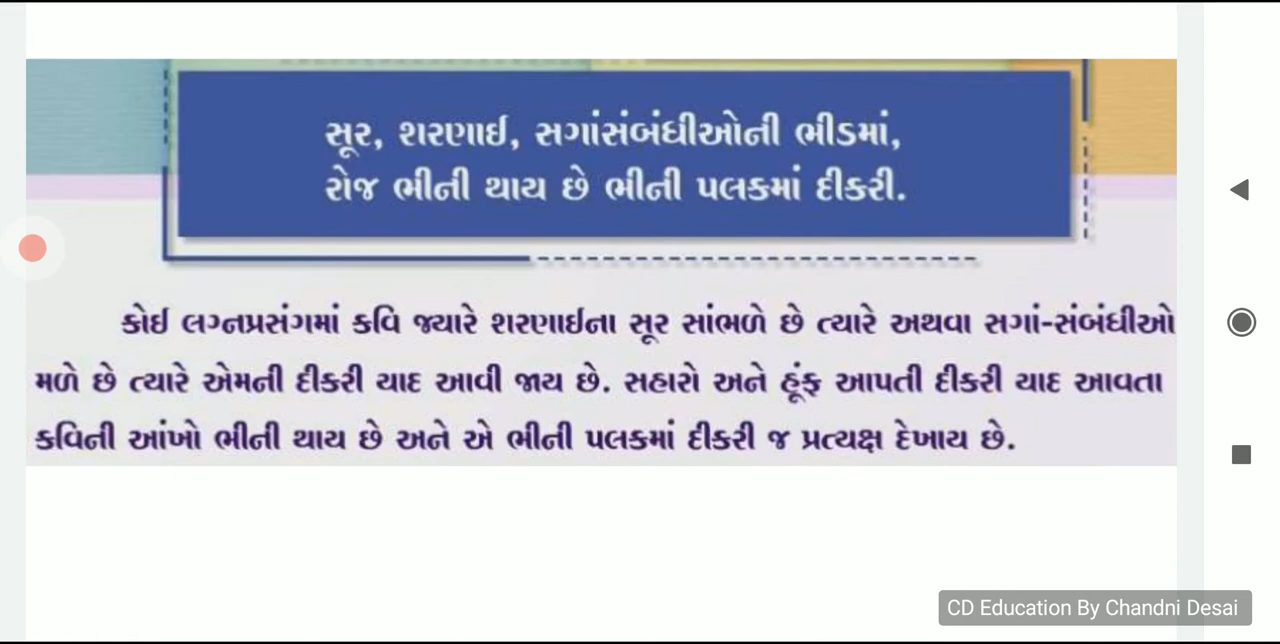 સૂર, શરણાઈ, સગાંસંબંધીઓની ભીડમાં,
રોજ ભીની થાય છે ભીની પલકમાં દીકરી.
કોઈ લગ્નપ્રસંગમાં કવિ જ્યારે શરણાઈના સૂર સાંભળે છે ત્યારે અથવા સગાં-સંબંધીઓ
મળે છે ત્યારે એમની દીકરી યાદ આવી જાય છે. સહારો અને હૂંફ આપતી દીકરી યાદ આવતા
કવિની આંખો ભીની થાય છે અને એ ભીની પલકમાં દીકરી જ પ્રત્યક્ષ દેખાય છે.
CD Education By Chandni Desai